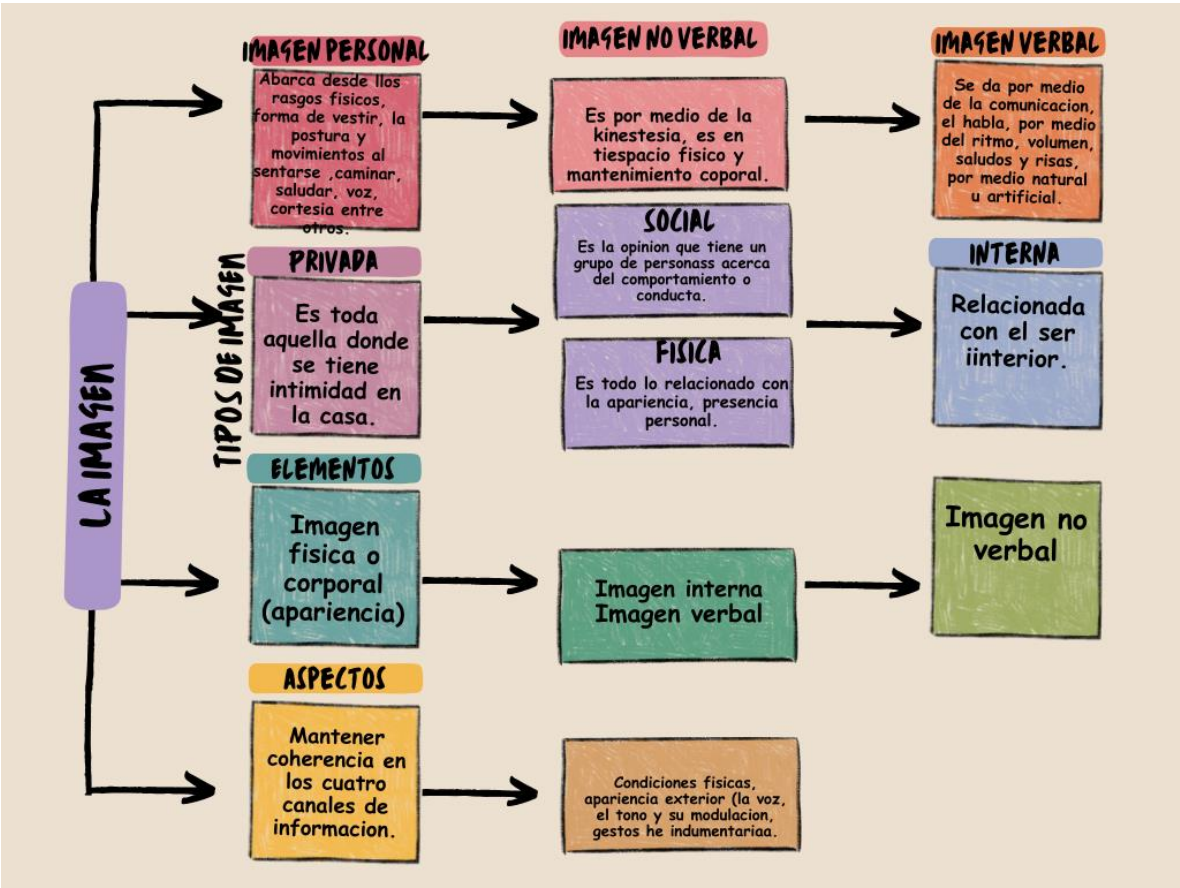 IMAGEN PERSONAL
Abarca desde llos
rasgos fisicos,
forma de vestir, la
postura y
movimientos al
sentarse ,caminar,
saludar, voz,
cortesia entre
otros.
IMAGEN NO VERBAL
Es por medio de la
kinestesia, es en
tiespacio fisico y
mantenimiento coporal.
IMAGEN VERBAL
Se da por medio
de la comunicacion,
el habla, por medio
del ritmo, volumen,
saludos y risas,
por medio natural
u artificial.
LA IMAGEN
TIPOS DE IMAGEN
PRIVADA
Es toda
aquella donde
se tiene
intimidad en
la casa.
SOCIAL
Es la opinion que tiene un
grupo de personass acerca
del comportamiento o
conducta.
FISICA
Es todo lo relacionado con
la apariencia, presencia
personal.
INTERNA
Relacionada
con el ser
iinterior.
ELEMENTOS
Imagen
fisica o
corporal
(apariencia)
Imagen interna
Imagen verbal
Imagen no
verbal
ASPECTOS
Mantener
coherencia en
los cuatro
canales de
informacion.
Condiciones fisicas,
apariencia exterior (la voz,
el tono y su modulacion,
gestos he indumentariaa.